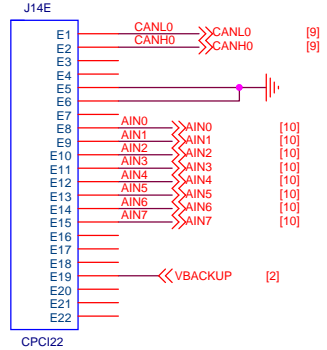 J14E
E1 CANL0 CANL0 [9]
E2 CANH0 CANH0 [9]
E3
E4
E5
E6
E7
E8 AIN0 AIN0 [10]
E9 AIN1 AIN1 [10]
E10 AIN2 AIN2 [10]
E11 AIN3 AIN3 [10]
E12 AIN4 AIN4 [10]
E13 AIN5 AIN5 [10]
E14 AIN6 AIN6 [10]
E15 AIN7 AIN7 [10]
E16
E17
E18
E19 VBACKUP [2]
E20
E21
E22
CPCI22